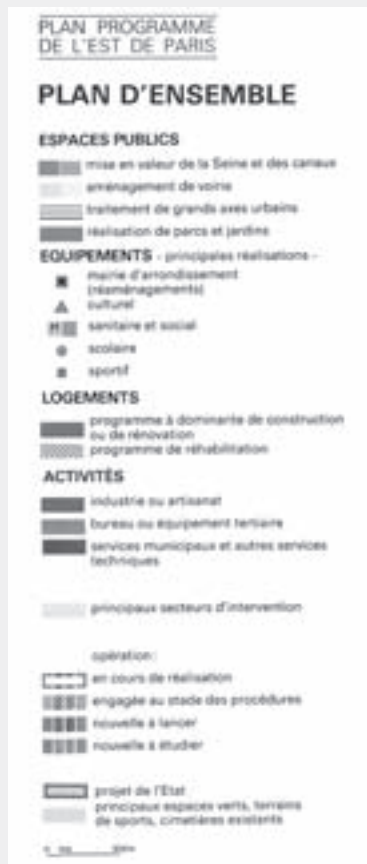 PLAN PROGRAMME
DE L'EST DE PARIS
PLAN D'ENSEMBLE
ESPACES PUBLICS
mise en valeur de la Seine et des canaux
aménagement de voirie
traitement de grands axes urbains
réalisation de parcs et jardins
EQUIPEMENTS - principales réalisations -
mairie d'arrondissement
(réaménagements)
culturel
H sanitaire et social
scolaire
sportif
LOGEMENTS
programme à dominante de construction
ou de rénovation
programme de réhabilitation
ACTIVITÉS
industrie ou artisanat
bureau ou équipement tertiaire
services municipaux et autres services
techniques
principaux secteurs d'intervention
opération:
en cours de réalisation
engagée au stade des procédures
nouvelle à lancer
nouvelle à étudier
projet de l'Etat
principaux espaces verts, terrains
de sports, cimetières existants